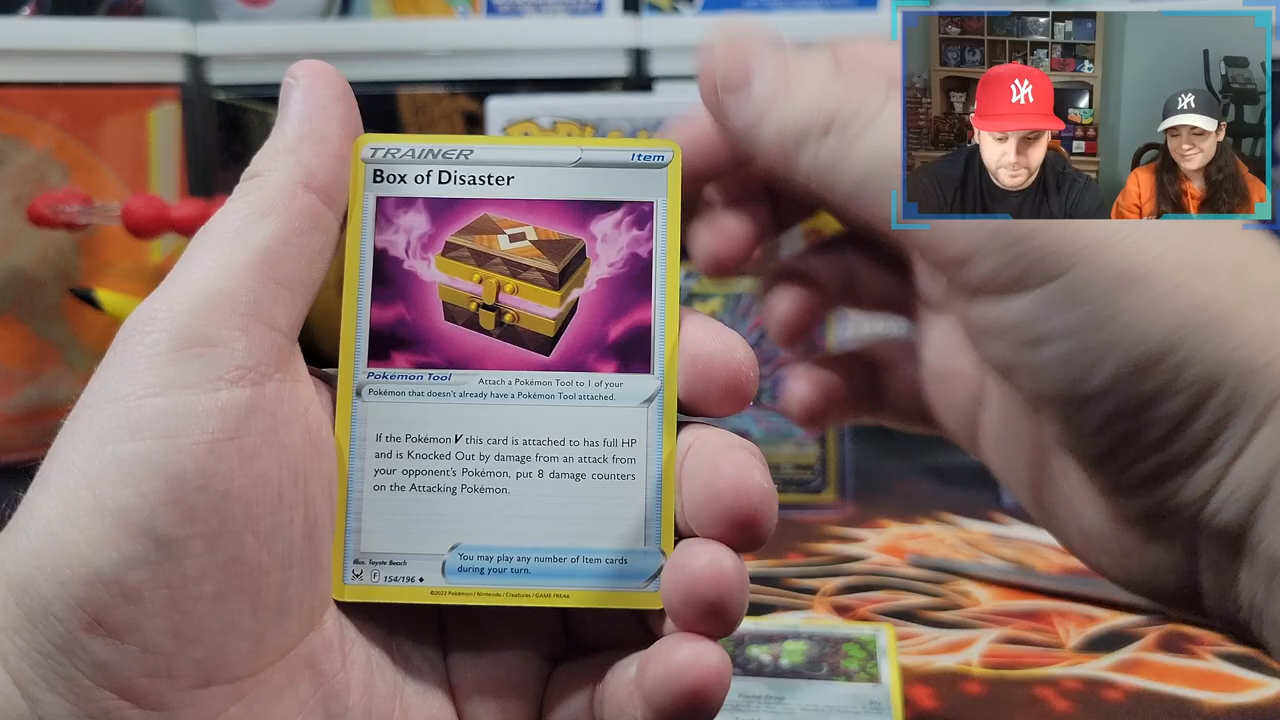 TRAINER Item
Box of Disaster
Pokémon Tool Attach a Pokémon Tool to 1 of your
Pokémon that doesn't already have a Pokémon Tool attached.
If the Pokémon V this card is attached to has full HP
and is Knocked Out by damage from an attack from
your opponent's Pokémon, put 8 damage counters
on the Attacking Pokémon.
You may play any number of Item cards
during your turn.
Illus. Toyste Beach
F 154/196
©2022 Pokémon / Nintendo / Creatures / GAME FREAK
NY
NY